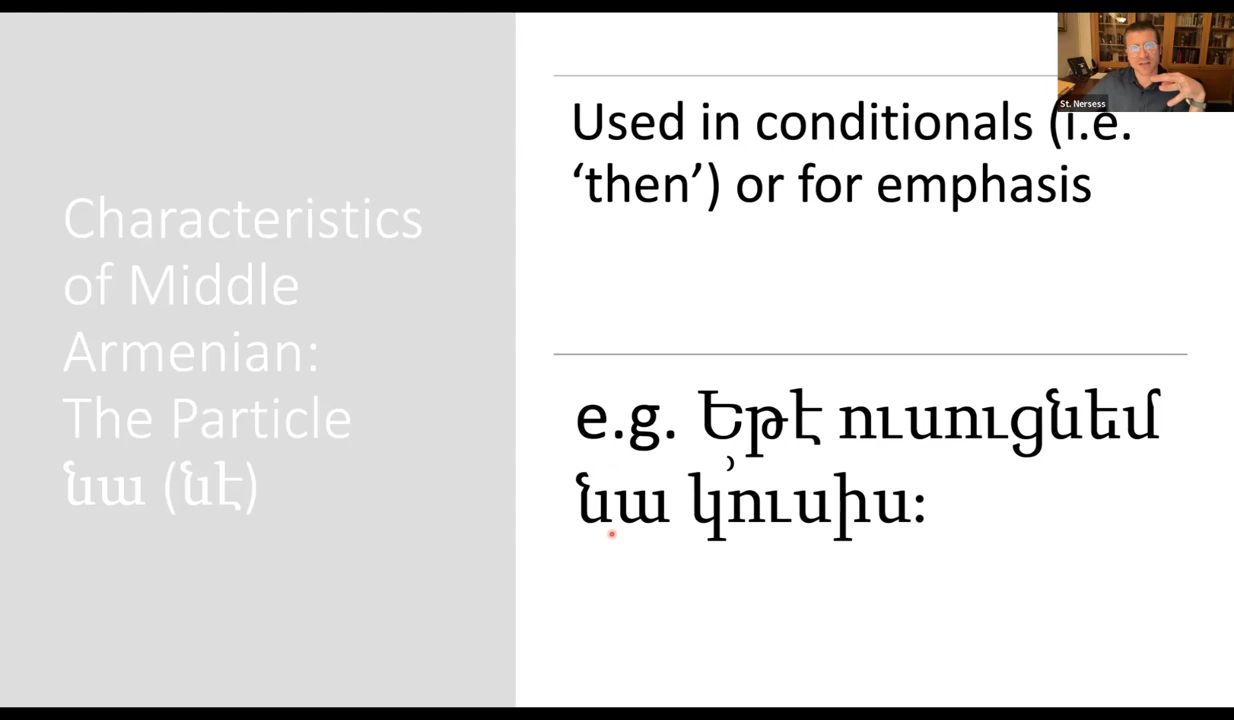 Characteristics
of Middle
Armenian:
The Particle
նա (նէ)
Used in conditionals (i.e.
‘then’) or for emphasis
e.g. Եթէ ուսուցնեմ
նա կ՚ուսիս։
St. Nersess